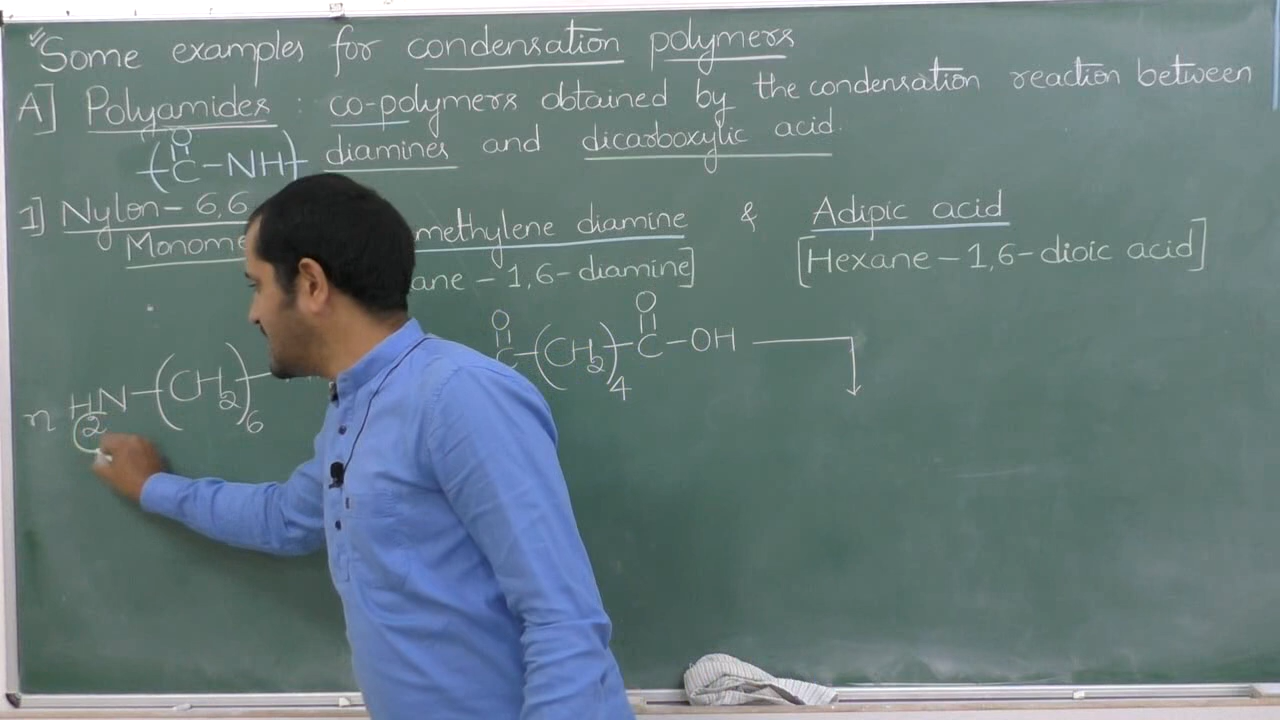 Some examples for condensation polymers
A] Polyamides : co-polymers obtained by the condensation reaction between
diamines and dicarboxylic acid.
(C-NH)
O
1] Nylon-6,6 methylene diamine & Adipic acid
Monome ane-1,6-diamine] [Hexane-1,6-dioic acid]
O O
n H2N-(CH2)6- C-(CH2)4-C-OH